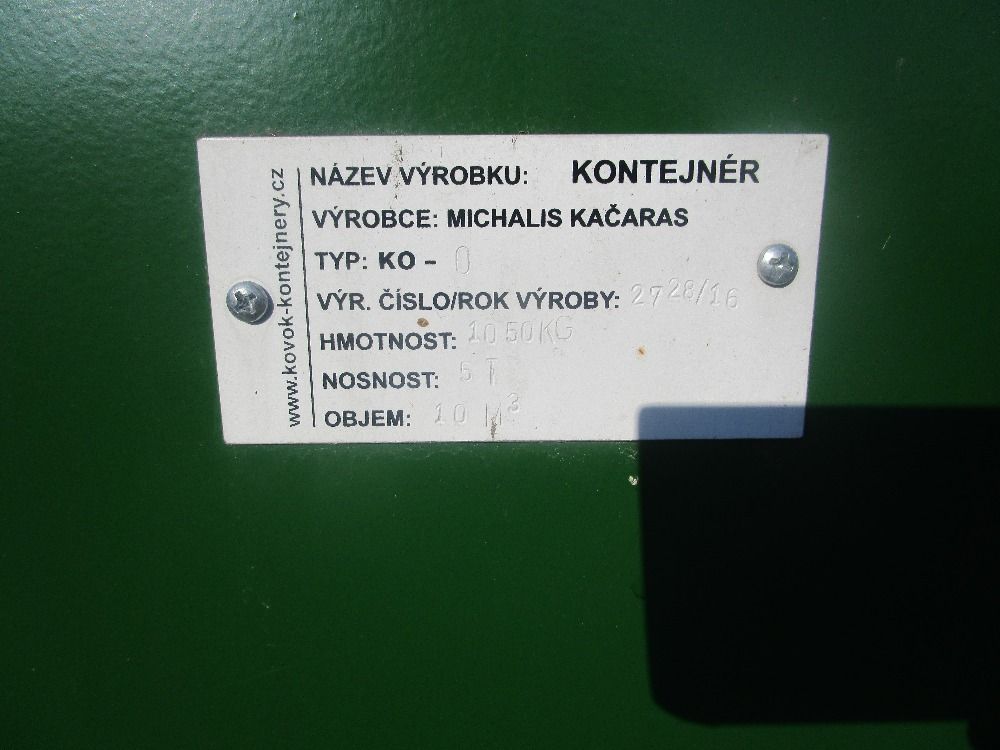 www.kovok-kontejnery.cz
NÁZEV VÝROBKU: KONTEJNÉR
VÝROBCE: MICHALIS KAČARAS
TYP: KO - 0
VÝR. ČÍSLO/ROK VÝROBY: 2728/16
HMOTNOST: 1050KG
NOSNOST: 5 T
OBJEM: 10 M³